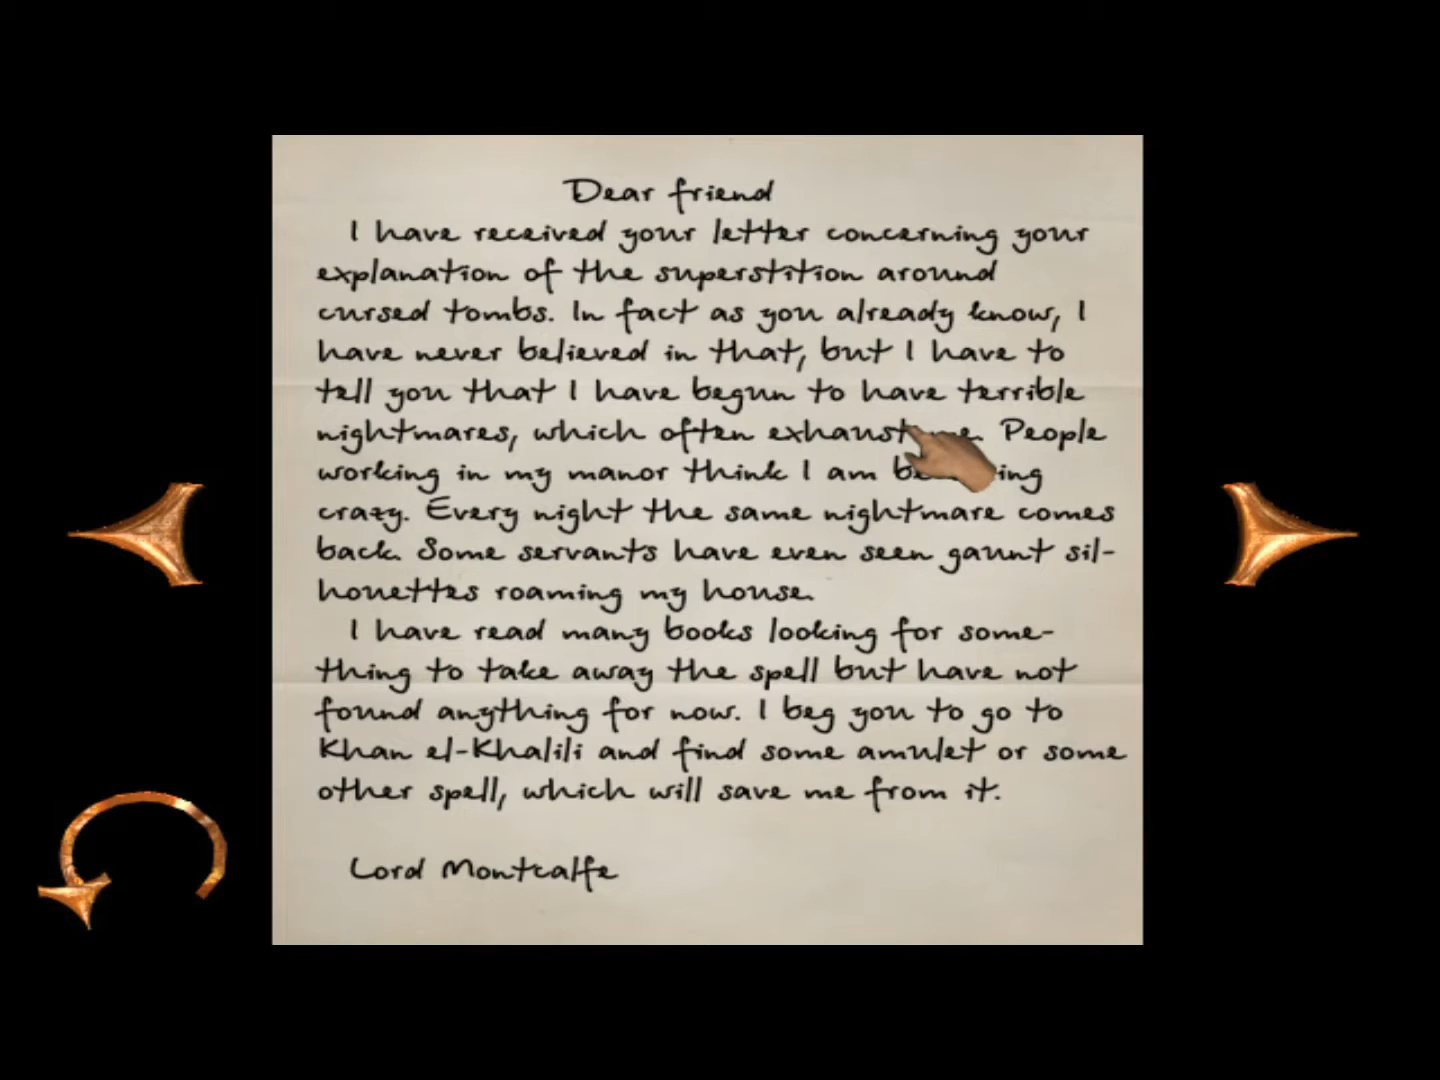 Dear friend
I have received your letter concerning your
explanation of the superstition around
cursed tombs. In fact as you already know, I
have never believed in that, but I have to
tell you that I have begun to have terrible
nightmares, which often exhaust me. People
working in my manor think I am
crazy. Every night the same nightmare comes
back. Some servants have even seen gaunt sil-
houettes roaming my house.
I have read many books looking for some-
thing to take away the spell but have not
found anything for now. I beg you to go to
Khan el-Khalili and find some amulet or some
other spell, which will save me from it.
Lord Montcalfe